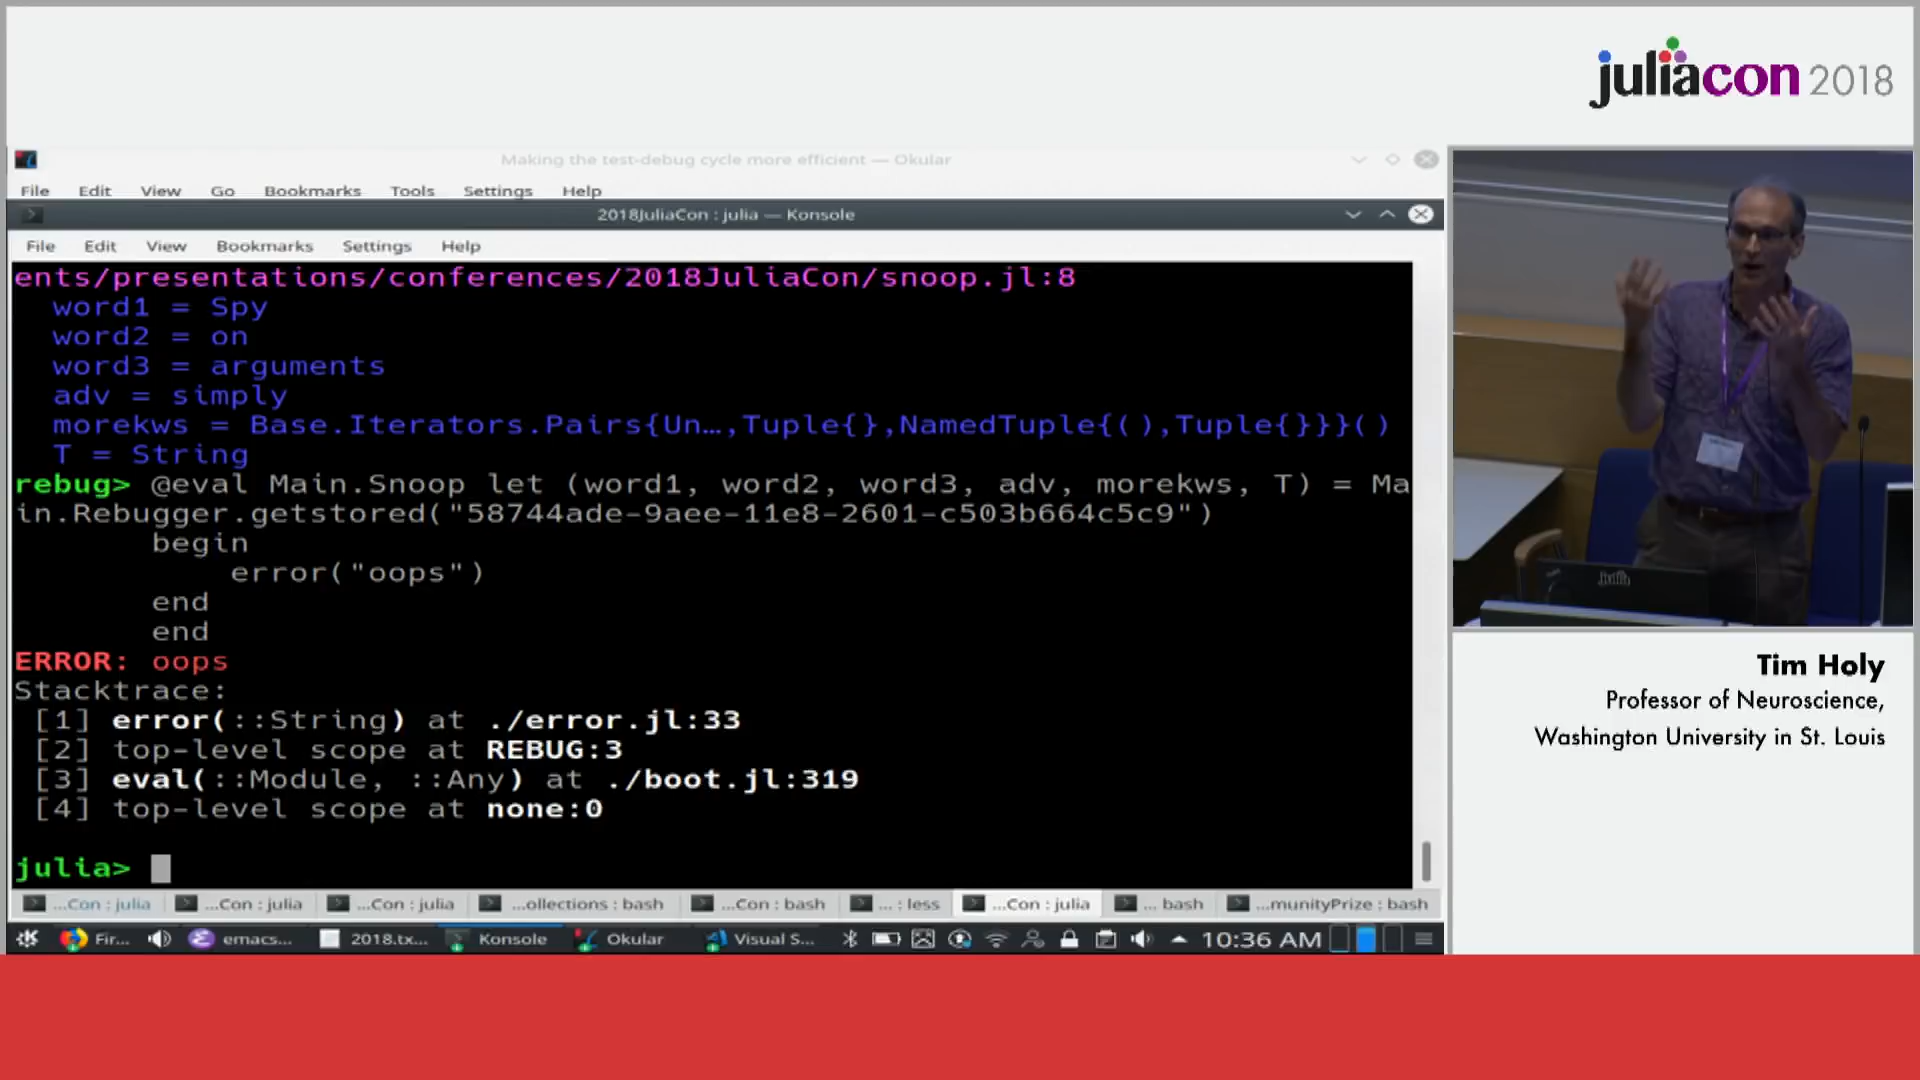 juliacon 2018
Making the test-debug cycle more efficient — Okular
File Edit View Go Bookmarks Tools Settings Help
2018JuliaCon : julia — Konsole
File Edit View Bookmarks Settings Help
ents/presentations/conferences/2018JuliaCon/snoop.jl:8
word1 = Spy
word2 = on
word3 = arguments
adv = simply
morekws = Base.Iterators.Pairs{Un…,Tuple{},NamedTuple{(),Tuple{}}}()
T = String
rebug> @eval Main.Snoop let (word1, word2, word3, adv, morekws, T) = Ma
in.Rebugger.getstored("58744ade-9aee-11e8-2601-c503b664c5c9")
begin
error("oops")
end
end
ERROR: oops
Stacktrace:
[1] error(::String) at ./error.jl:33
[2] top-level scope at REBUG:3
[3] eval(::Module, ::Any) at ./boot.jl:319
[4] top-level scope at none:0
julia>
...Con : julia ...Con : julia ...Con : julia ...ollections : bash ...Con : bash ... : less ...Con : julia ... bash ...munityPrize : bash
Fir... emacs... 2018.tx... Konsole Okular Visual S... 10:36 AM
julia
Tim Holy
Professor of Neuroscience,
Washington University in St. Louis